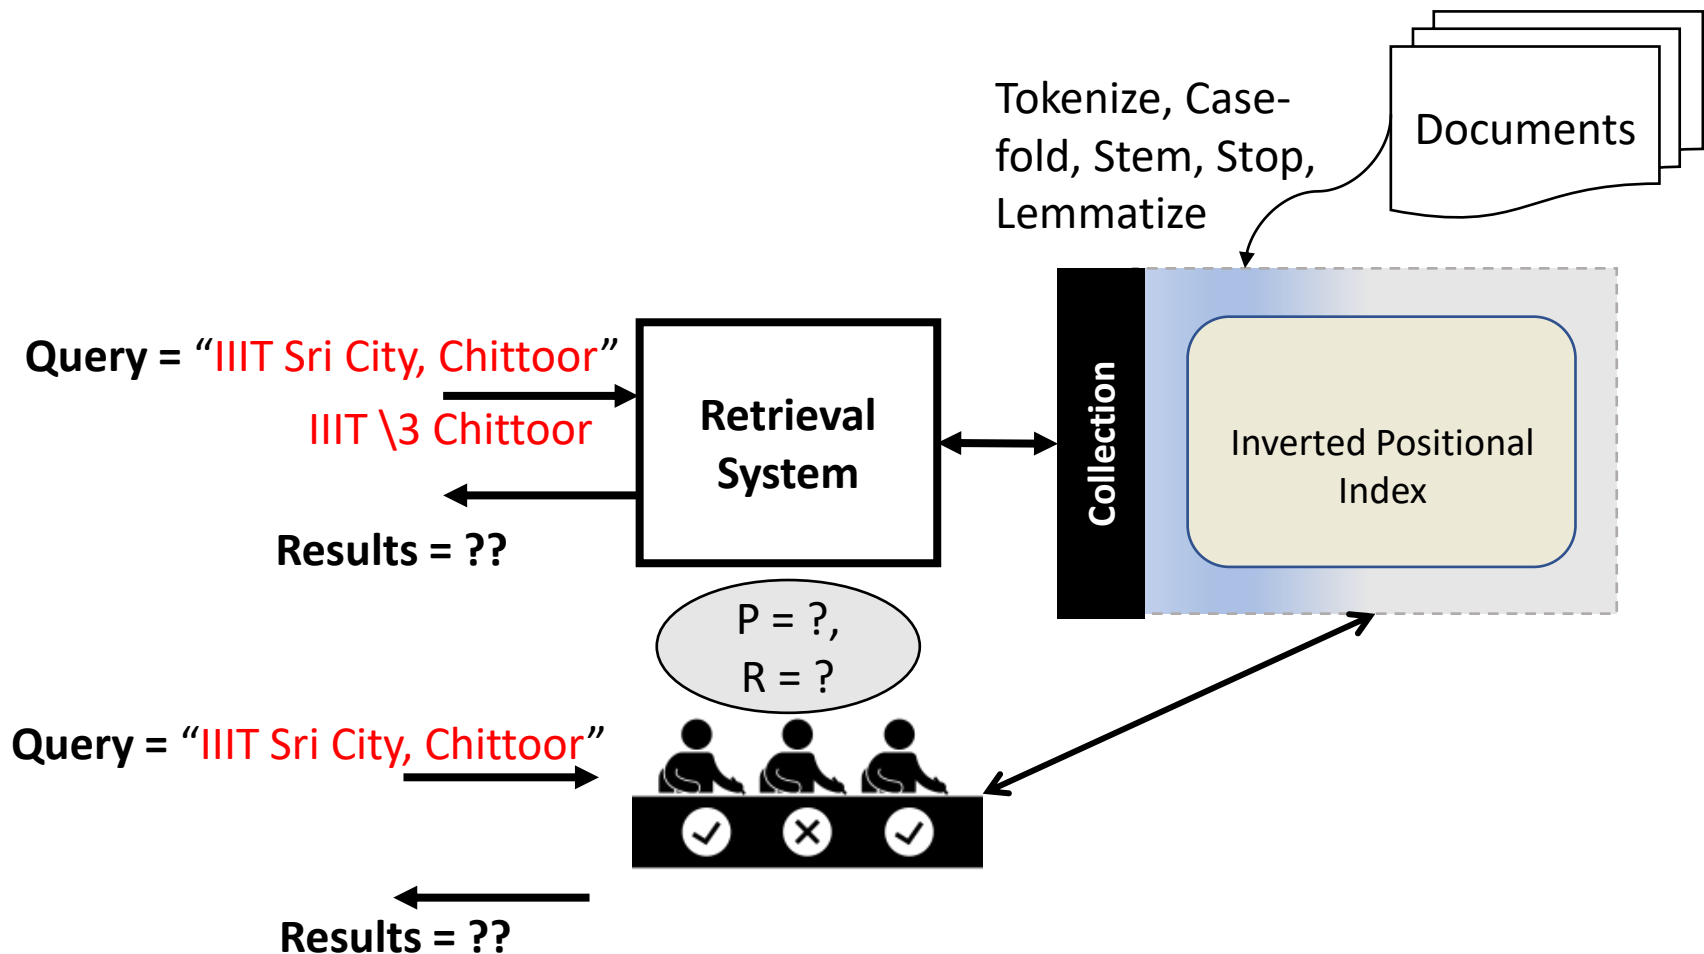 Tokenize, Case-
fold, Stem, Stop,
Lemmatize
Documents
Query = “IIIT Sri City, Chittoor”
IIIT \3 Chittoor
Results = ??
Retrieval
System
Collection
Inverted Positional
Index
P = ?,
R = ?
Query = “IIIT Sri City, Chittoor”
Results = ??